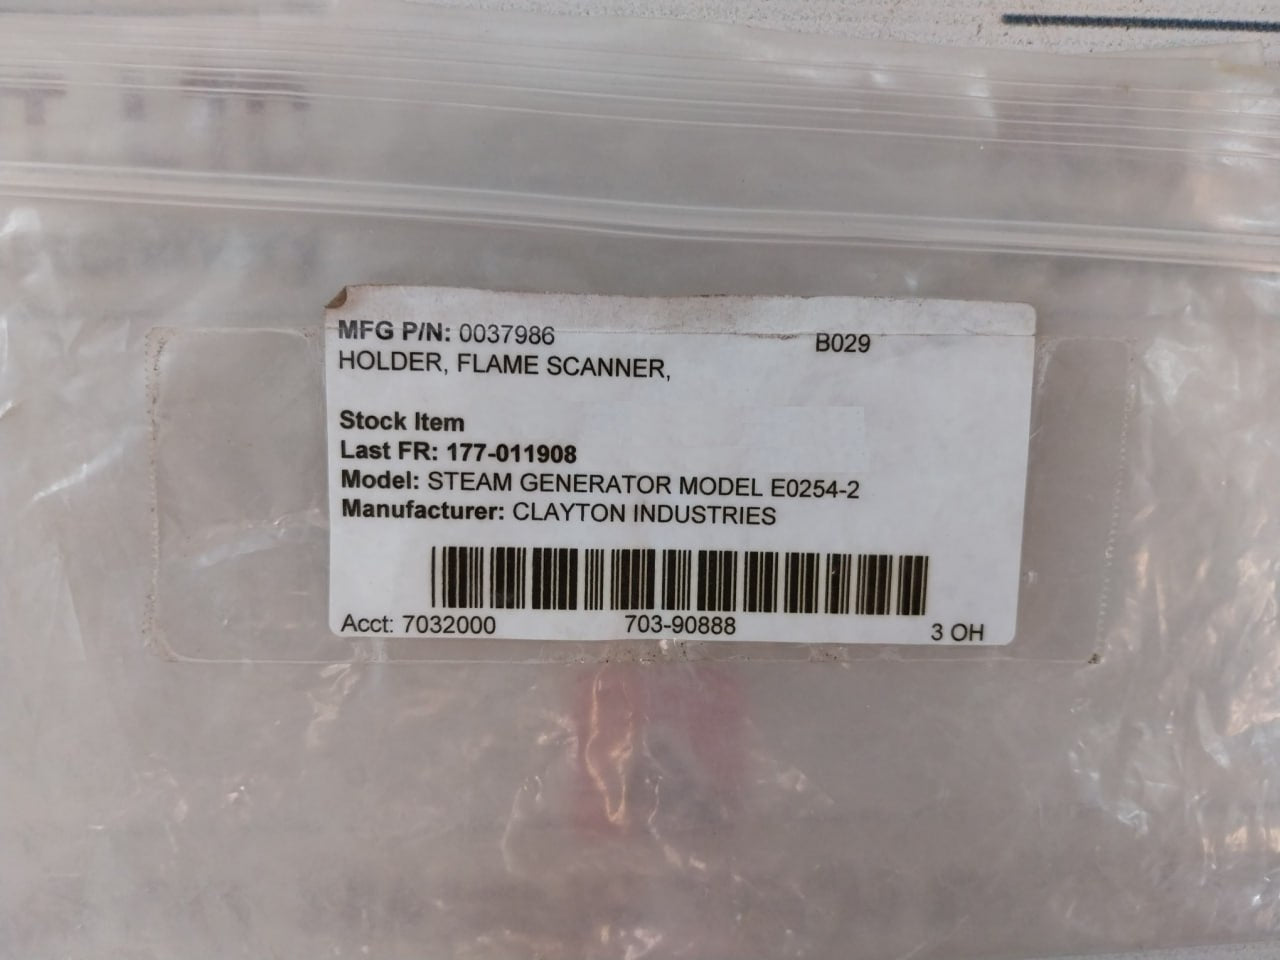 MFG P/N: 0037986 B029
HOLDER, FLAME SCANNER,
Stock Item
Last FR: 177-011908
Model: STEAM GENERATOR MODEL E0254-2
Manufacturer: CLAYTON INDUSTRIES
Acct: 7032000 703-90888 3 OH